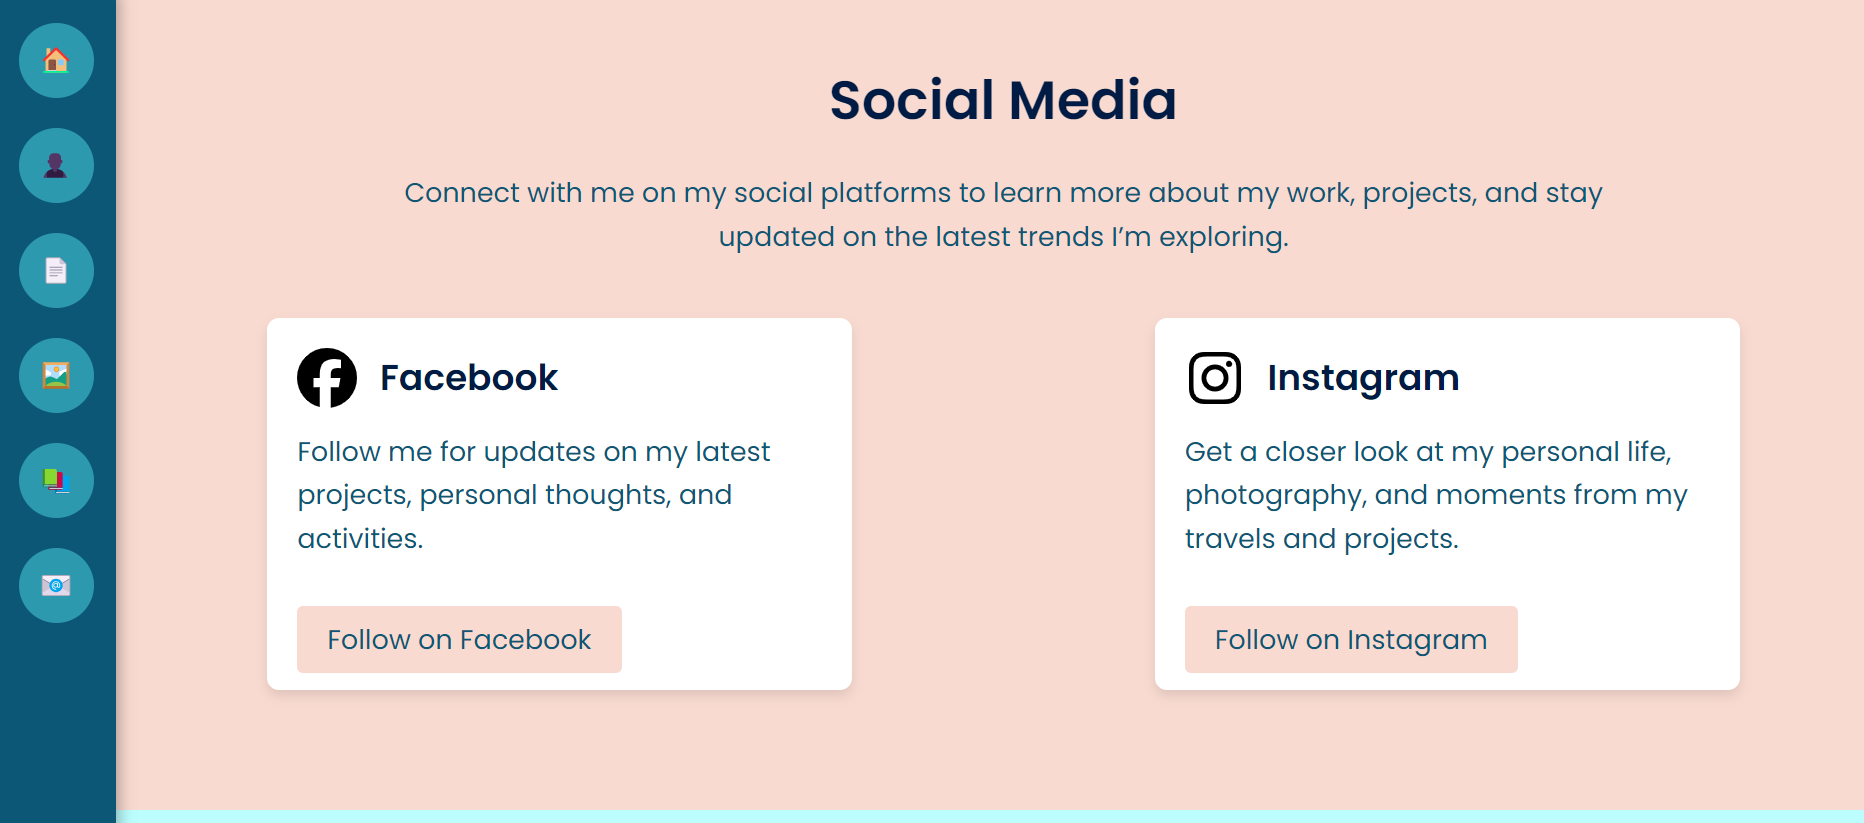 Social Media
Connect with me on my social platforms to learn more about my work, projects, and stay
updated on the latest trends I’m exploring.
Facebook
Follow me for updates on my latest
projects, personal thoughts, and
activities.
Follow on Facebook
Instagram
Get a closer look at my personal life,
photography, and moments from my
travels and projects.
Follow on Instagram